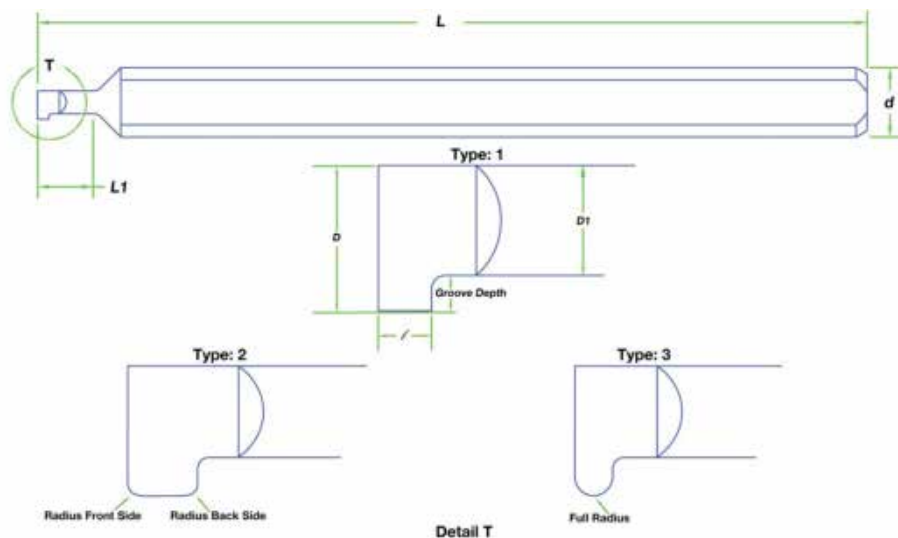 L
T
d
L1
Type: 1
D
D1
Groove Depth
l
Type: 2
Type: 3
Radius Front Side
Radius Back Side
Full Radius
Detail T